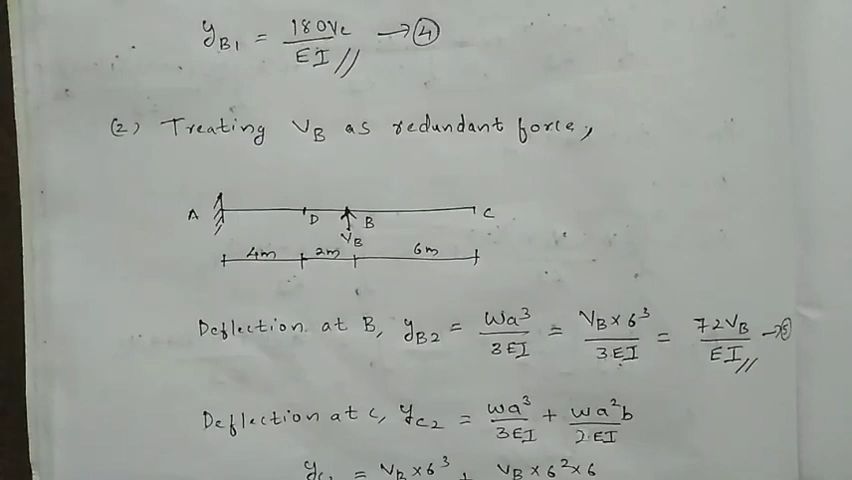 y_B1 = 180Vc / EI // → ④
(2) Treating V_B as redundant force,
A D B C
V_B
4m 2m 6m
Deflection at B, y_B2 = Wa³ / 3EI = V_B × 6³ / 3EI = 72V_B / EI // → ⑤
Deflection at c, y_C2 = wa³ / 3EI + wa²b / 2EI
y_C2 = V_B × 6³ + V_B × 6² × 6